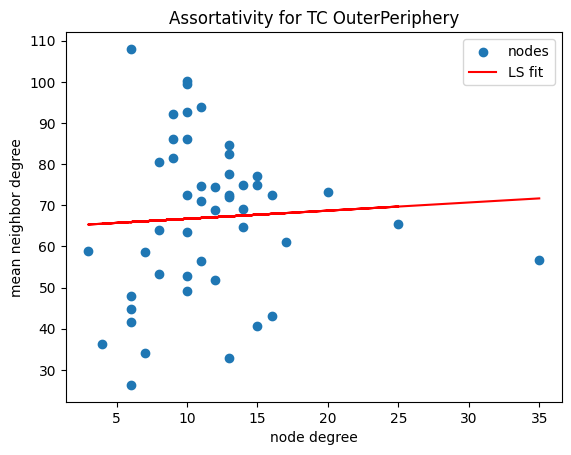 Assortativity for TC OuterPeriphery
nodes
LS fit
mean neighbor degree
110
100
90
80
70
60
50
40
30
5 10 15 20 25 30 35
node degree